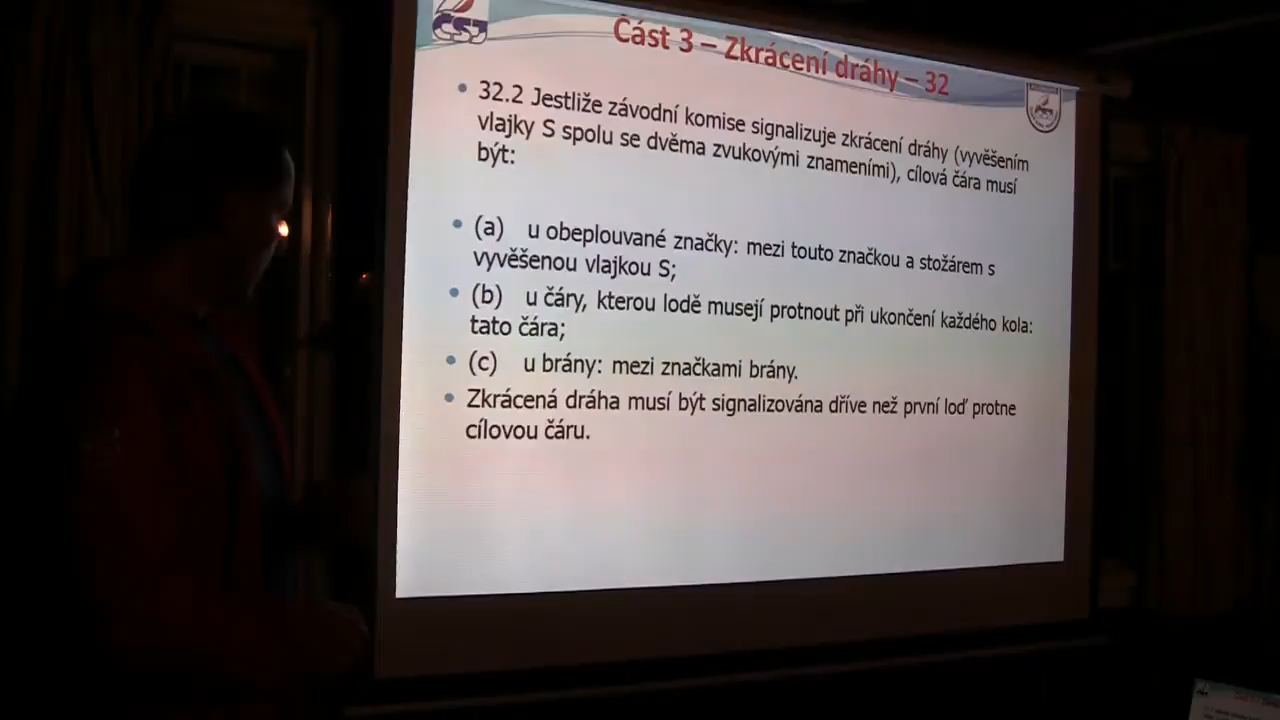 ČSJ
Část 3 – Zkrácení dráhy – 32
32.2 Jestliže závodní komise signalizuje zkrácení dráhy (vyvěšením
vlajky S spolu se dvěma zvukovými znameními), cílová čára musí
být:
(a) u obeplouvané značky: mezi touto značkou a stožárem s
vyvěšenou vlajkou S;
(b) u čáry, kterou lodě musejí protnout při ukončení každého kola:
tato čára;
(c) u brány: mezi značkami brány.
Zkrácená dráha musí být signalizována dříve než první loď protne
cílovou čáru.